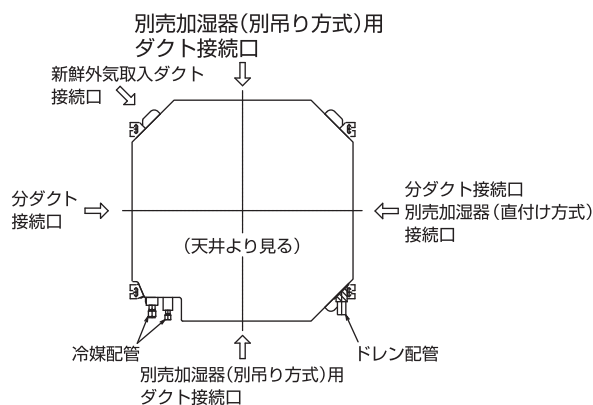 別売加湿器(別吊り方式)用
ダクト接続口
新鮮外気取入ダクト
接続口
分ダクト
接続口
分ダクト接続口
別売加湿器(直付け方式)
接続口
(天井より見る)
冷媒配管
ドレン配管
別売加湿器(別吊り方式)用
ダクト接続口